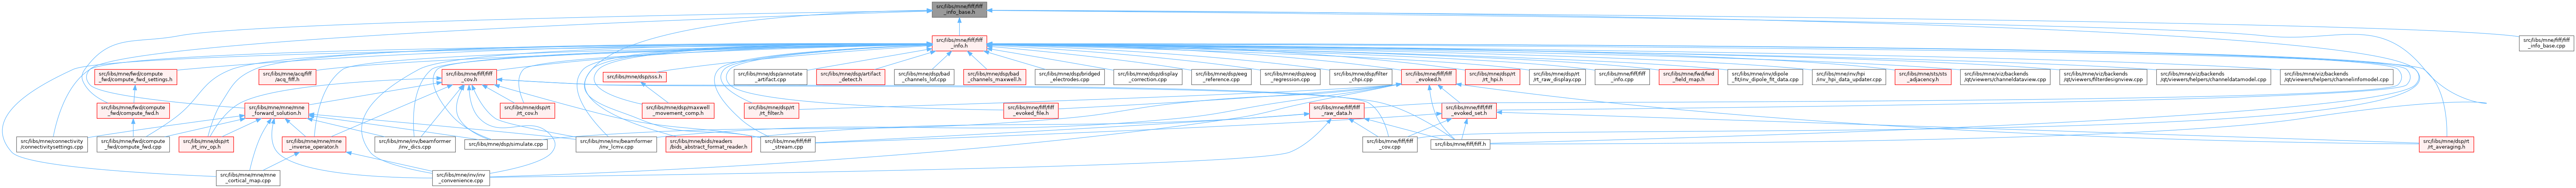 src/libs/mne/fiff/fiff
_info_base.h
src/libs/mne/fiff/fiff
_info.h
src/libs/mne/fiff/fiff
_info_base.cpp
src/libs/mne/fwd/compute
_fwd/compute_fwd_settings.h
src/libs/mne/acq/fiff
/acq_fiff.h
src/libs/mne/fiff/fiff
_cov.h
src/libs/mne/dsp/sss.h
src/libs/mne/dsp/annotate
_artifact.cpp
src/libs/mne/dsp/artifact
_detect.h
src/libs/mne/dsp/bad
_channels_lof.cpp
src/libs/mne/dsp/bad
_channels_maxwell.h
src/libs/mne/dsp/bridged
_electrodes.cpp
src/libs/mne/dsp/display
_correction.cpp
src/libs/mne/dsp/eeg
_reference.cpp
src/libs/mne/dsp/eog
_regression.cpp
src/libs/mne/dsp/filter
_chpi.cpp
src/libs/mne/fiff/fiff
_evoked.h
src/libs/mne/dsp/rt
/rt_hpi.h
src/libs/mne/dsp/rt
/rt_raw_display.cpp
src/libs/mne/fiff/fiff
_info.cpp
src/libs/mne/fwd/fwd
_field_map.h
src/libs/mne/inv/dipole
_fit/inv_dipole_fit_data.cpp
src/libs/mne/inv/hpi
/inv_hpi_data_updater.cpp
src/libs/mne/sts/sts
_adjacency.h
src/libs/mne/viz/backends
/qt/viewers/channeldataview.cpp
src/libs/mne/viz/backends
/qt/viewers/filterdesignview.cpp
src/libs/mne/viz/backends
/qt/viewers/helpers/channeldatamodel.cpp
src/libs/mne/viz/backends
/qt/viewers/helpers/channelinfomodel.cpp
src/libs/mne/fwd/compute
_fwd/compute_fwd.h
src/libs/mne/mne/mne
_forward_solution.h
src/libs/mne/dsp/rt
/rt_cov.h
src/libs/mne/dsp/maxwell
_movement_comp.h
src/libs/mne/dsp/rt
/rt_filter.h
src/libs/mne/fiff/fiff
_evoked_file.h
src/libs/mne/fiff/fiff
_raw_data.h
src/libs/mne/fiff/fiff
_evoked_set.h
src/libs/mne/connectivity
/connectivitysettings.cpp
src/libs/mne/fwd/compute
_fwd/compute_fwd.cpp
src/libs/mne/dsp/rt
/rt_inv_op.h
src/libs/mne/mne/mne
_inverse_operator.h
src/libs/mne/inv/beamformer
/inv_dics.cpp
src/libs/mne/dsp/simulate.cpp
src/libs/mne/inv/beamformer
/inv_lcmv.cpp
src/libs/mne/bids/readers
/bids_abstract_format_reader.h
src/libs/mne/fiff/fiff
_stream.cpp
src/libs/mne/fiff/fiff
_cov.cpp
src/libs/mne/fiff/fiff.h
src/libs/mne/dsp/rt
/rt_averaging.h
src/libs/mne/mne/mne
_cortical_map.cpp
src/libs/mne/inv/inv
_convenience.cpp